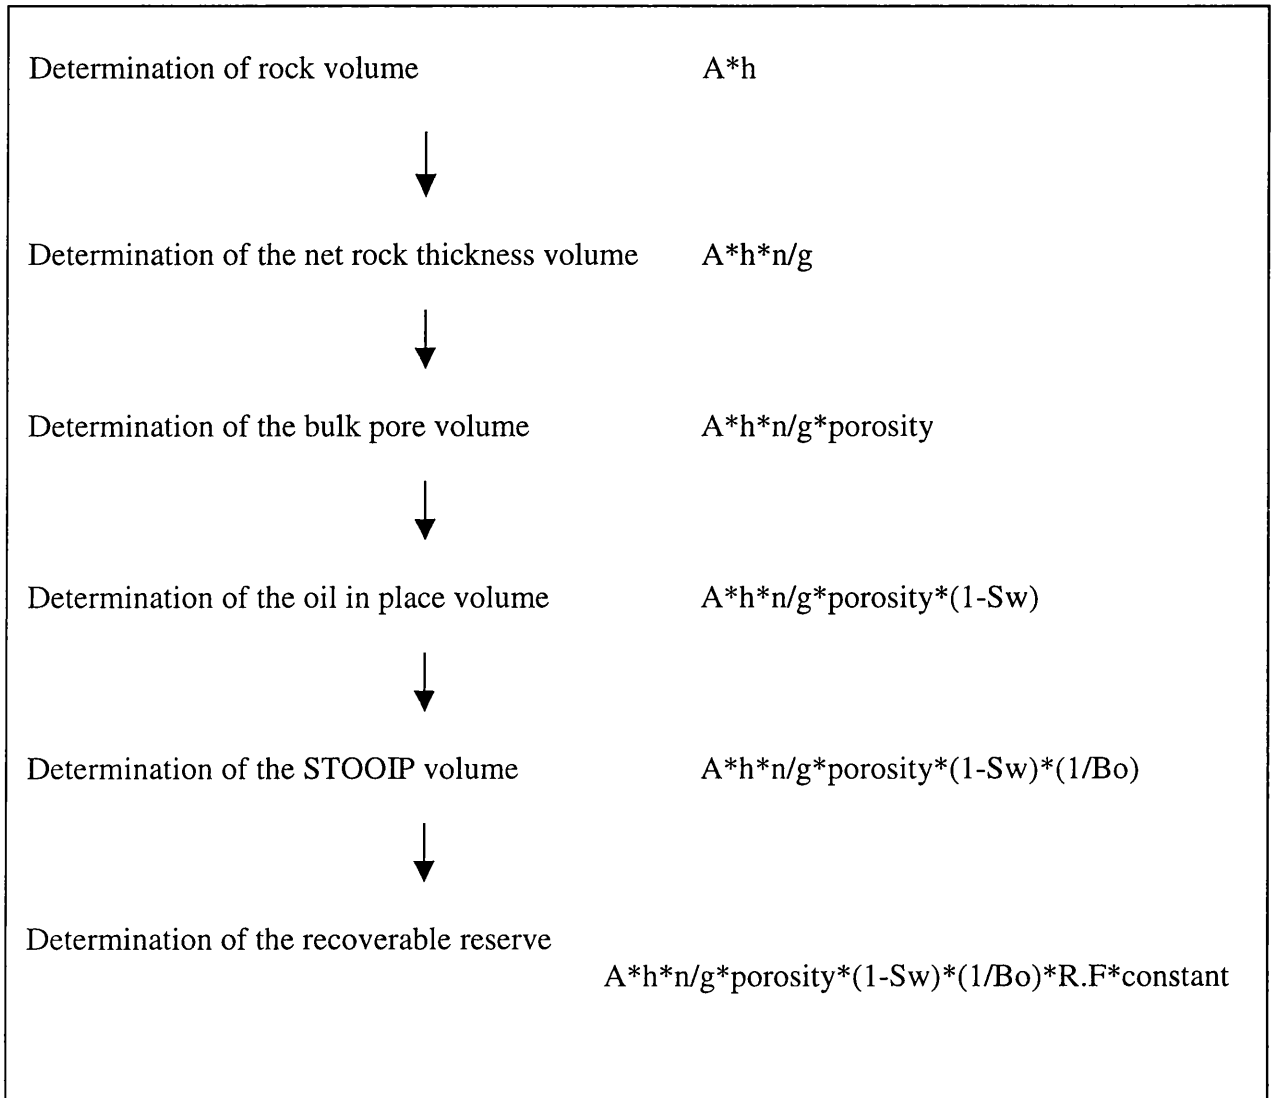 Determination of rock volume A*h
Determination of the net rock thickness volume A*h*n/g
Determination of the bulk pore volume A*h*n/g*porosity
Determination of the oil in place volume A*h*n/g*porosity*(1-Sw)
Determination of the STOOIP volume A*h*n/g*porosity*(1-Sw)*(1/Bo)
Determination of the recoverable reserve
A*h*n/g*porosity*(1-Sw)*(1/Bo)*R.F*constant